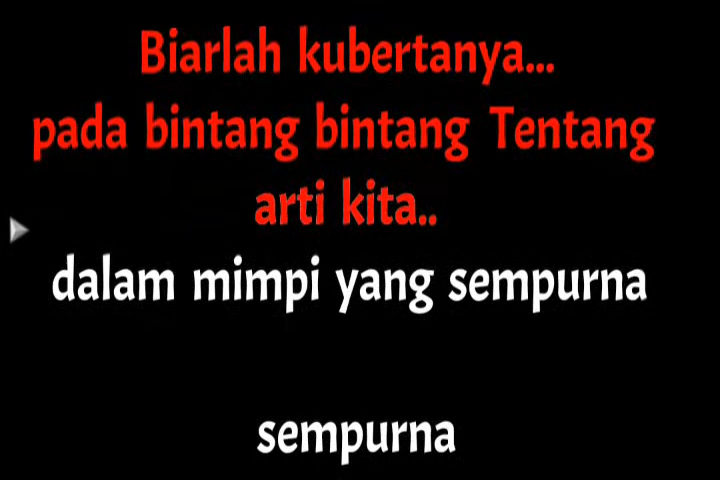 Biarlah kubertanya...
pada bintang bintang Tentang
arti kita..
dalam mimpi yang sempurna
sempurna